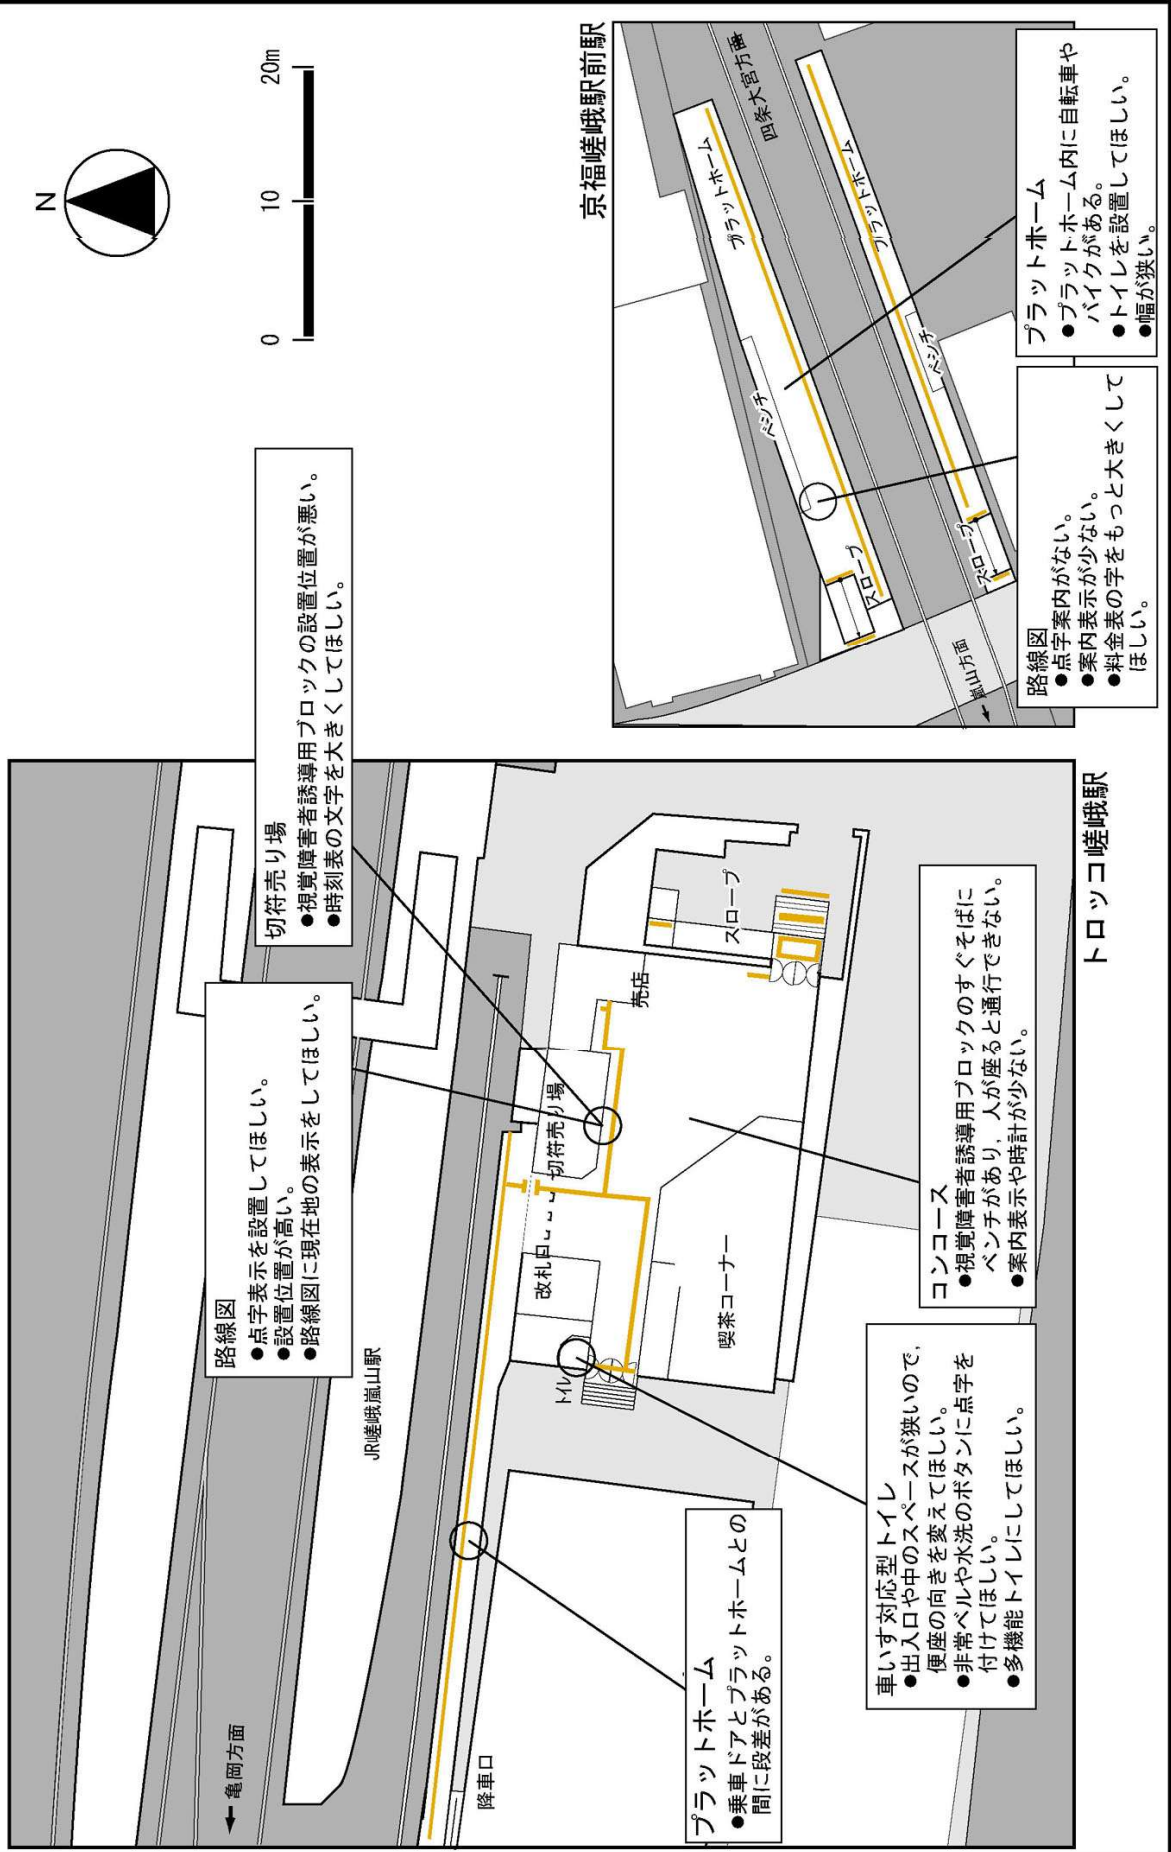 N
0 10 20m
トロッコ嵯峨駅
路線図
●点字表示を設置してほしい。
●設置位置が高い。
●路線図に現在地の表示をしてほしい。
切符売り場
●視覚障害者誘導用ブロックの設置位置が悪い。
●時刻表の文字を大きくしてほしい。
← 亀岡方面
JR嵯峨嵐山駅
降車口
改札口
切符売り場
売店
トイレ
喫茶コーナー
スロープ
プラットホーム
●乗車ドアとプラットホームとの
間に段差がある。
車いす対応型トイレ
●出入口や中のスペースが狭いので,
便座の向きを変えてほしい。
●非常ベルや水洗のボタンに点字を
付けてほしい。
●多機能トイレにしてほしい。
コンコース
●視覚障害者誘導用ブロックのすぐそばに
ベンチがあり,人が座ると通行できない。
●案内表示や時計が少ない。
京福嵯峨駅前駅
プラットホーム
四条大宮方面
プラットホーム
ベンチ
ベンチ
スロープ
スロープ
← 嵐山方面
路線図
●点字案内がない。
●案内表示が少ない。
●料金表の字をもっと大きくして
ほしい。
プラットホーム
●プラットホーム内に自転車や
バイクがある。
●トイレを設置してほしい。
●幅が狭い。